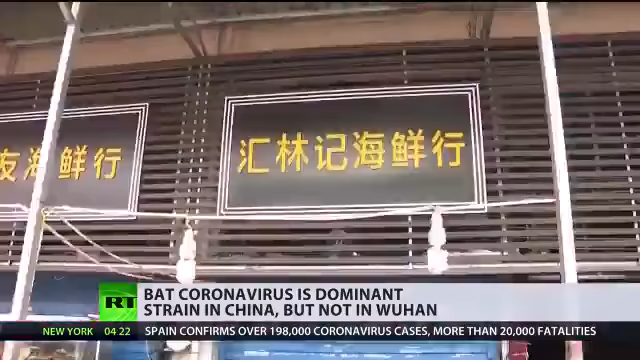 友海鲜行
汇林记海鲜行
RT
BAT CORONAVIRUS IS DOMINANT
STRAIN IN CHINA, BUT NOT IN WUHAN
NEW YORK 04:22 SPAIN CONFIRMS OVER 198,000 CORONAVIRUS CASES, MORE THAN 20,000 FATALITIES